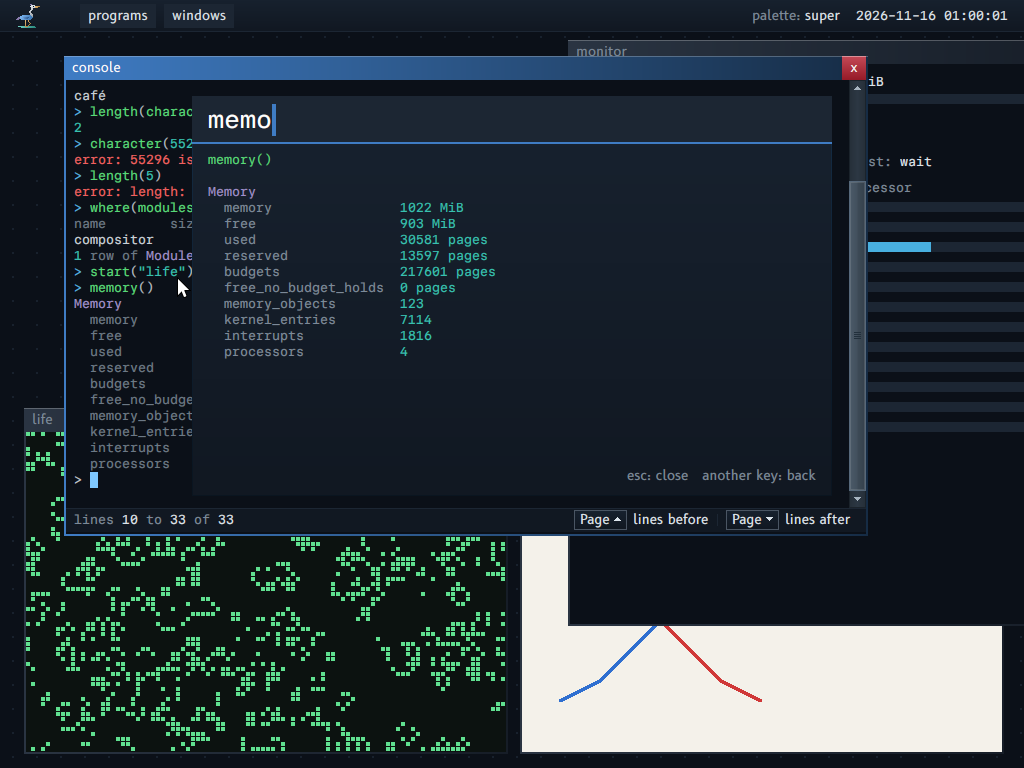 programs windows palette: super 2026-11-16 01:00:01
monitor
console x
iB
café
> length(charac
2
> character(552
error: 55296 is
> length(5)
error: length:
> where(modules
name siz
compositor
1 row of Module
> start("life")
> memory()
Memory
memory
free
used
reserved
budgets
free_no_budge
memory_object
kernel_entrie
interrupts
processors
>
memo
memory()
Memory
memory 1022 MiB
free 903 MiB
used 30581 pages
reserved 13597 pages
budgets 217601 pages
free_no_budget_holds 0 pages
memory_objects 123
kernel_entries 7114
interrupts 1816
processors 4
esc: close another key: back
st: wait
cessor
lines 10 to 33 of 33 Page lines before Page lines after
life